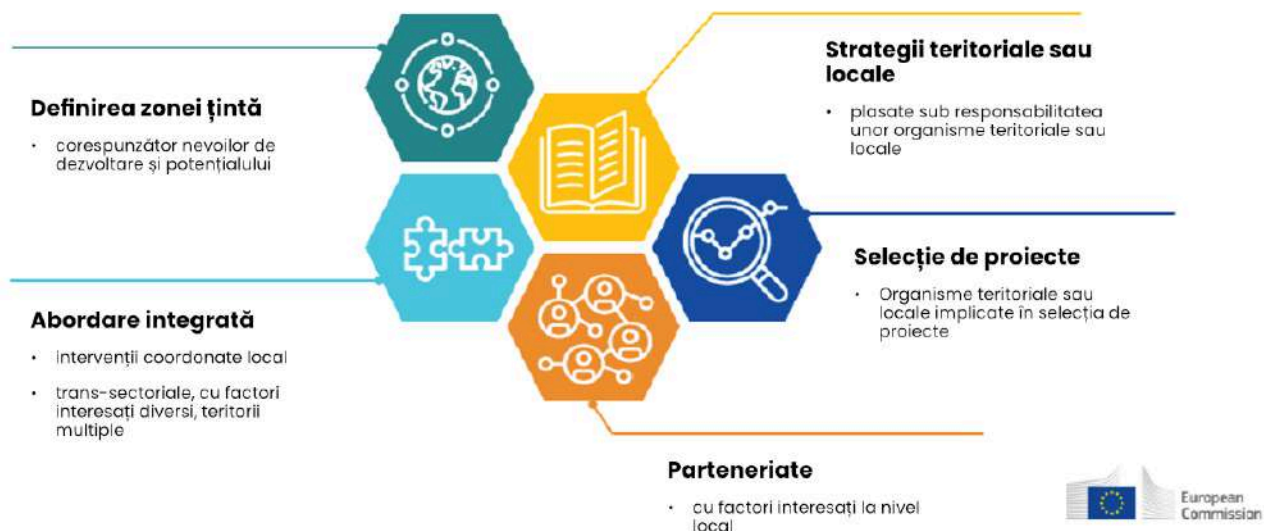 Definirea zonei țintă
• corespunzător nevoilor de
dezvoltare și potențialului
Strategii teritoriale sau
locale
• plasate sub responsabilitatea
unor organisme teritoriale sau
locale
Abordare integrată
• intervenții coordonate local
• trans-sectoriale, cu factori
interesați diversi, teritorii
multiple
Selecție de proiecte
• Organisme teritoriale sau
locale implicate în selecția de
proiecte
Parteneriate
• cu factori interesați la nivel
local
European
Commission